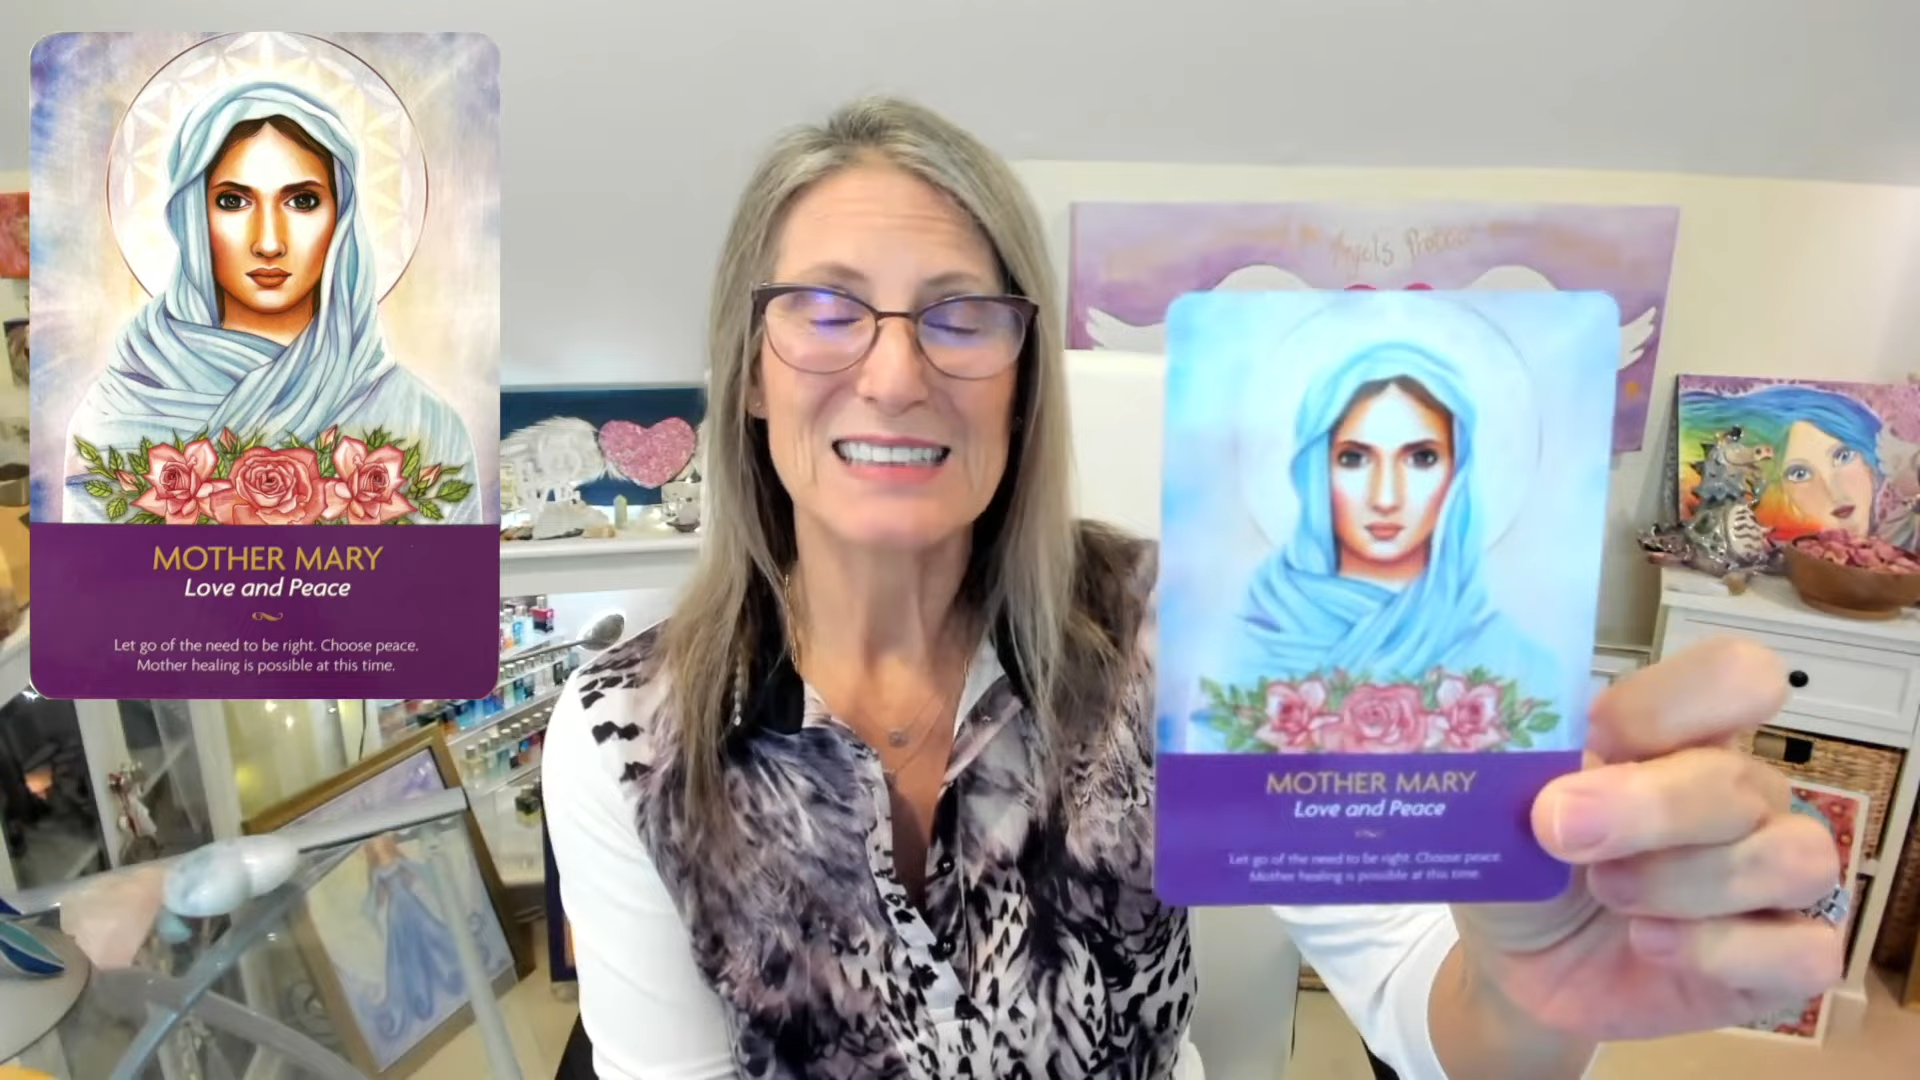 MOTHER MARY
Love and Peace
Let go of the need to be right. Choose peace.
Mother healing is possible at this time.
Angels
MOTHER MARY
Love and Peace
Let go of the need to be right. Choose peace.
Mother healing is possible at this time.